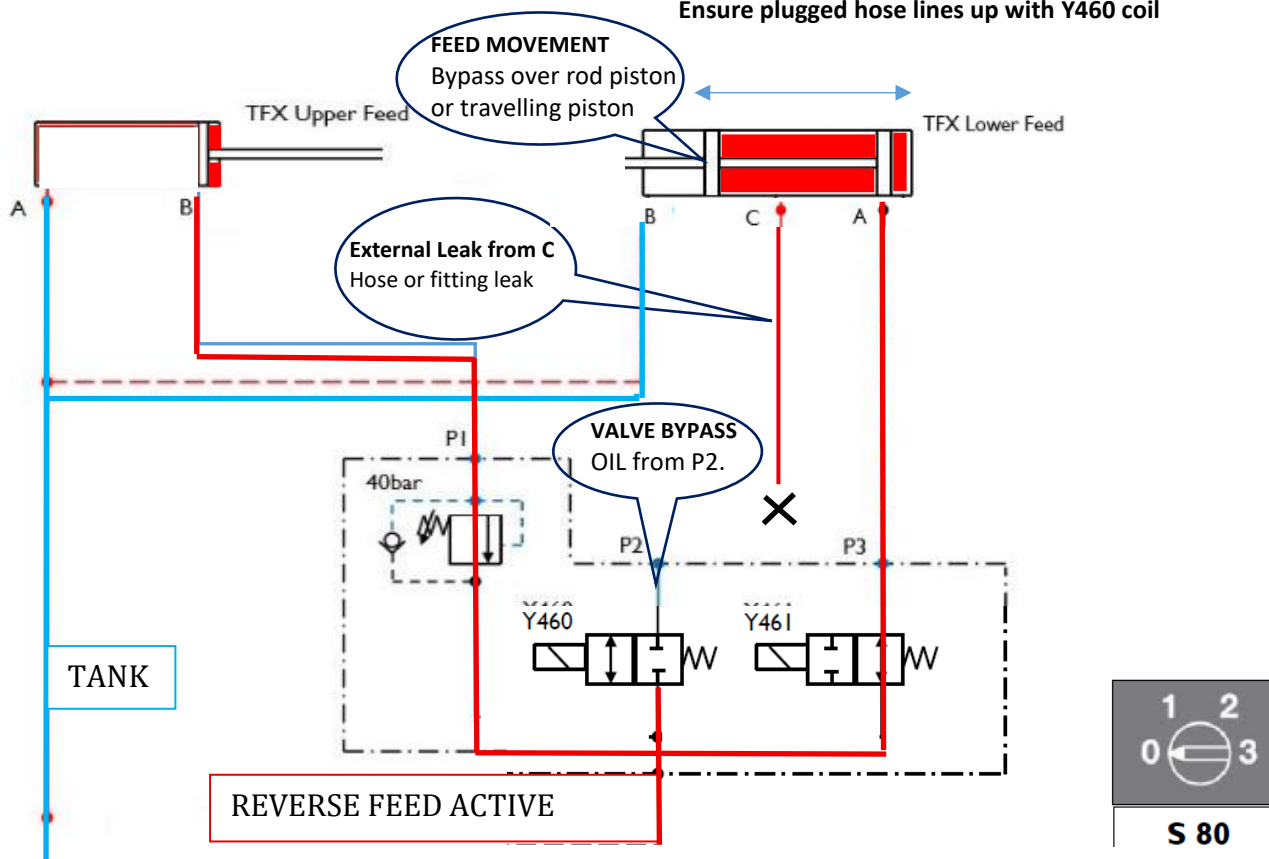 Ensure plugged hose lines up with Y460 coil
FEED MOVEMENT
Bypass over rod piston
or travelling piston
TFX Upper Feed
TFX Lower Feed
A
B
B
C
A
External Leak from C
Hose or fitting leak
P1
40bar
VALVE BYPASS
OIL from P2.
P2
P3
Y460
Y461
TANK
REVERSE FEED ACTIVE
1 2
0 3
S 80